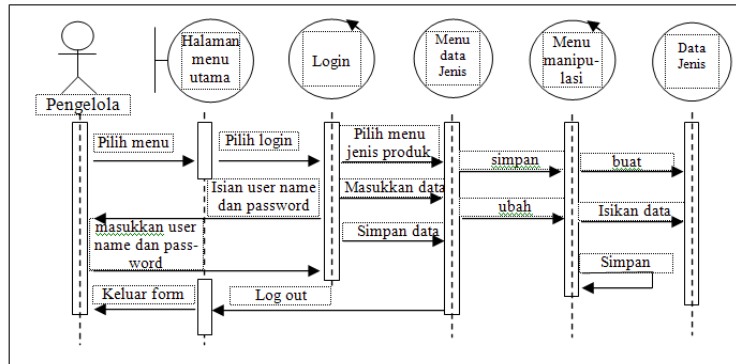 Halaman
menu
utama
Login
Menu
data
Jenis
Menu
manipu-
lasi
Data
Jenis
Pengelola
Pilih menu
Pilih login
Pilih menu
jenis produk
simpan
buat
Isian user name
dan password
Masukkan data
ubah
Isikan data
masukkan user
name dan pass-
word
Simpan data
Simpan
Keluar form
Log out